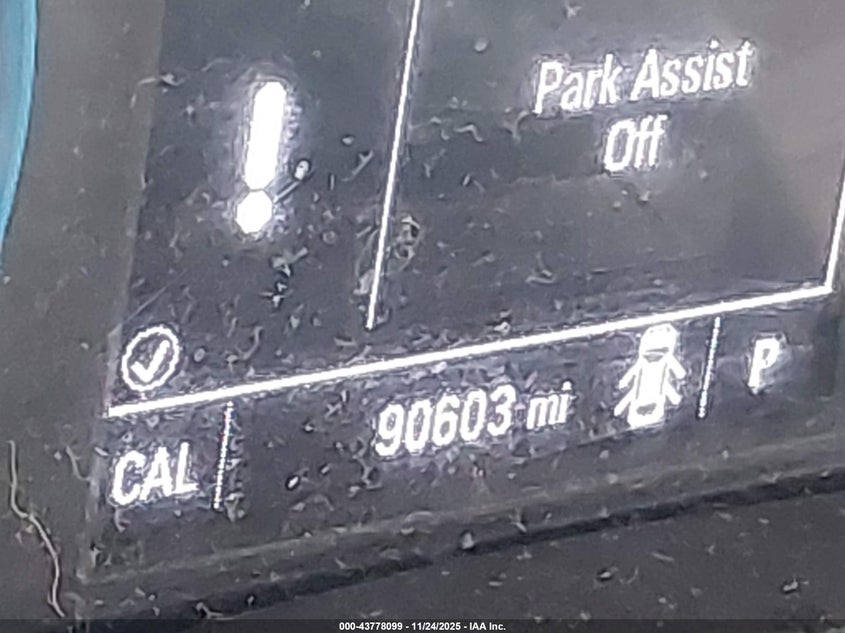 Park Assist
Off
90603 mi
P
CAL
000-43778099 - 11/24/2025 - IAA Inc.